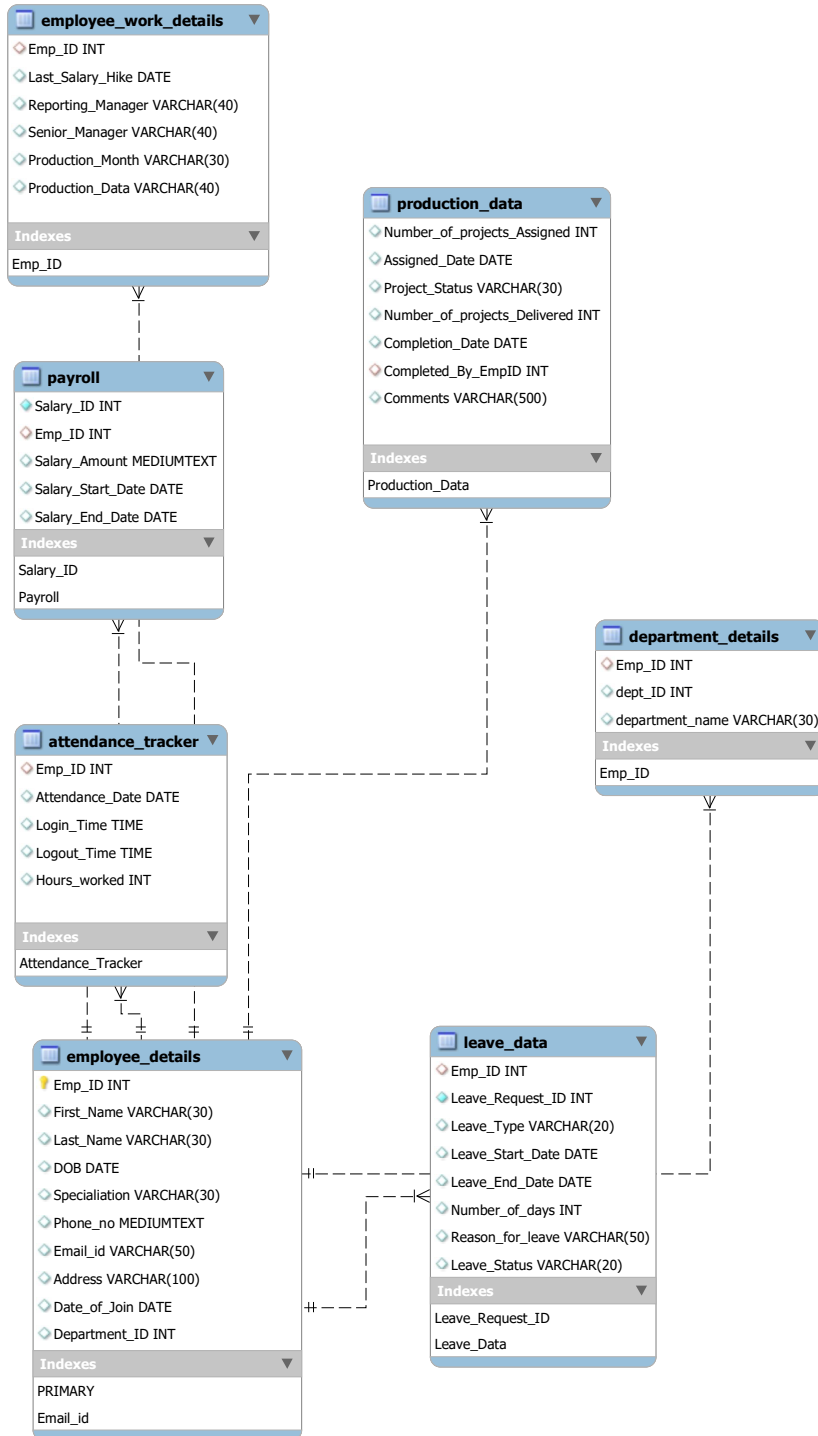 employee_work_details
Emp_ID INT
Last_Salary_Hike DATE
Reporting_Manager VARCHAR(40)
Senior_Manager VARCHAR(40)
Production_Month VARCHAR(30)
Production_Data VARCHAR(40)
Indexes
Emp_ID
production_data
Number_of_projects_Assigned INT
Assigned_Date DATE
Project_Status VARCHAR(30)
Number_of_projects_Delivered INT
Completion_Date DATE
Completed_By_EmpID INT
Comments VARCHAR(500)
Indexes
Production_Data
payroll
Salary_ID INT
Emp_ID INT
Salary_Amount MEDIUMTEXT
Salary_Start_Date DATE
Salary_End_Date DATE
Indexes
Salary_ID
Payroll
department_details
Emp_ID INT
dept_ID INT
department_name VARCHAR(30)
Indexes
Emp_ID
attendance_tracker
Emp_ID INT
Attendance_Date DATE
Login_Time TIME
Logout_Time TIME
Hours_worked INT
Indexes
Attendance_Tracker
employee_details
Emp_ID INT
First_Name VARCHAR(30)
Last_Name VARCHAR(30)
DOB DATE
Specialiation VARCHAR(30)
Phone_no MEDIUMTEXT
Email_id VARCHAR(50)
Address VARCHAR(100)
Date_of_Join DATE
Department_ID INT
Indexes
PRIMARY
Email_id
leave_data
Emp_ID INT
Leave_Request_ID INT
Leave_Type VARCHAR(20)
Leave_Start_Date DATE
Leave_End_Date DATE
Number_of_days INT
Reason_for_leave VARCHAR(50)
Leave_Status VARCHAR(20)
Indexes
Leave_Request_ID
Leave_Data